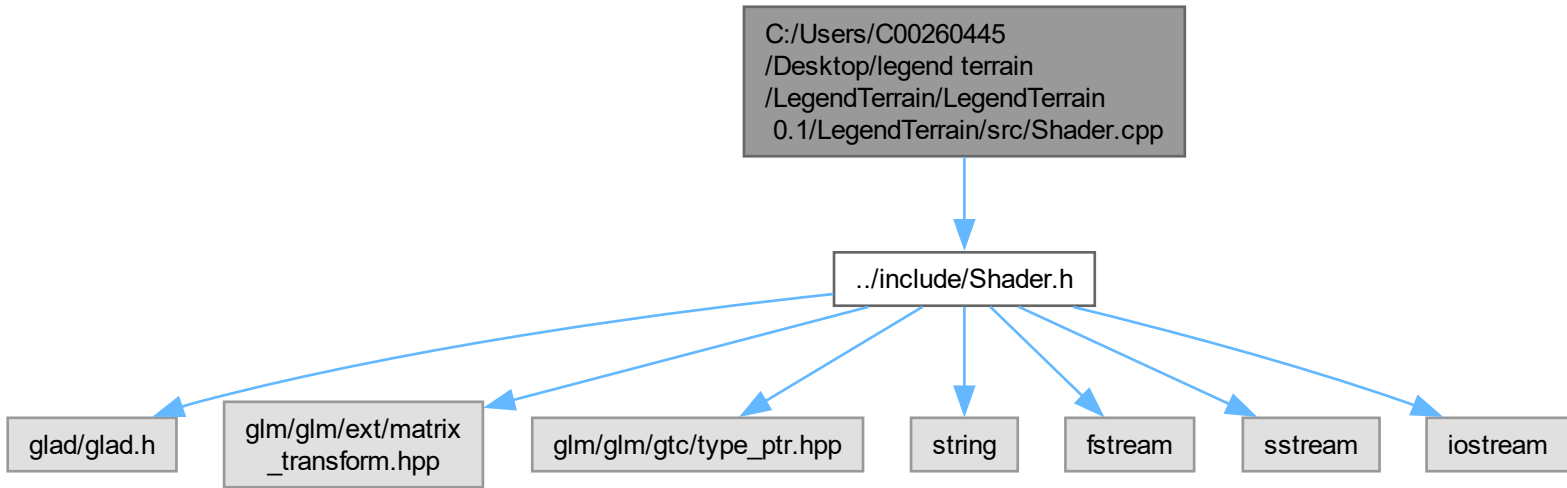 C:/Users/C00260445
/Desktop/legend terrain
/LegendTerrain/LegendTerrain
0.1/LegendTerrain/src/Shader.cpp
../include/Shader.h
glad/glad.h
glm/glm/ext/matrix
_transform.hpp
glm/glm/gtc/type_ptr.hpp
string
fstream
sstream
iostream